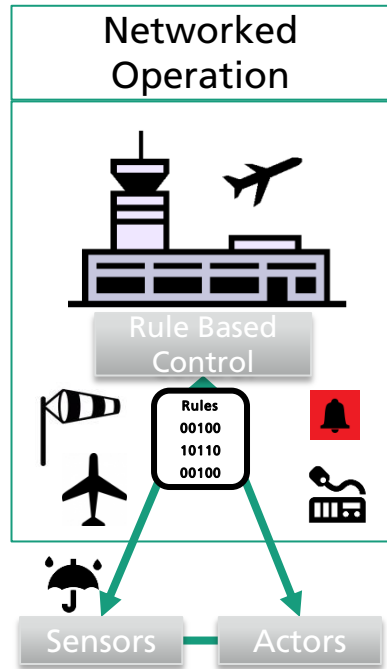 Networked
Operation
Rule Based
Control
Rules
00100
10110
00100
Sensors
Actors